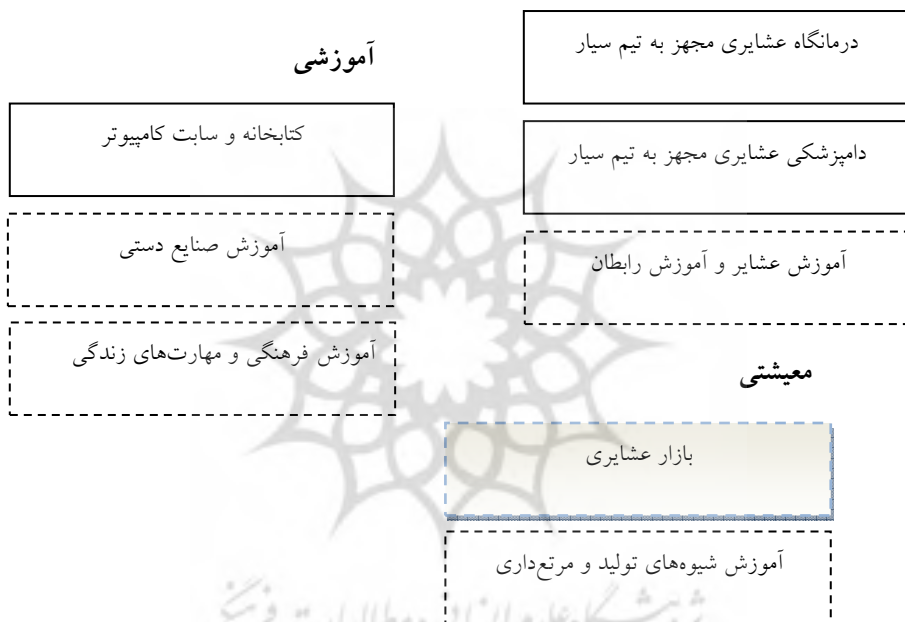 درمانگاه عشایری مجهز به تیم سیار
دامپزشکی عشایری مجهز به تیم سیار
آموزش عشایر و آموزش رابطان
آموزشی
کتابخانه و سابت کامپیوتر
آموزش صنایع دستی
آموزش فرهنگی و مهارت‌های زندگی
معیشتی
بازار عشایری
آموزش شیوه‌های تولید و مرتع‌داری